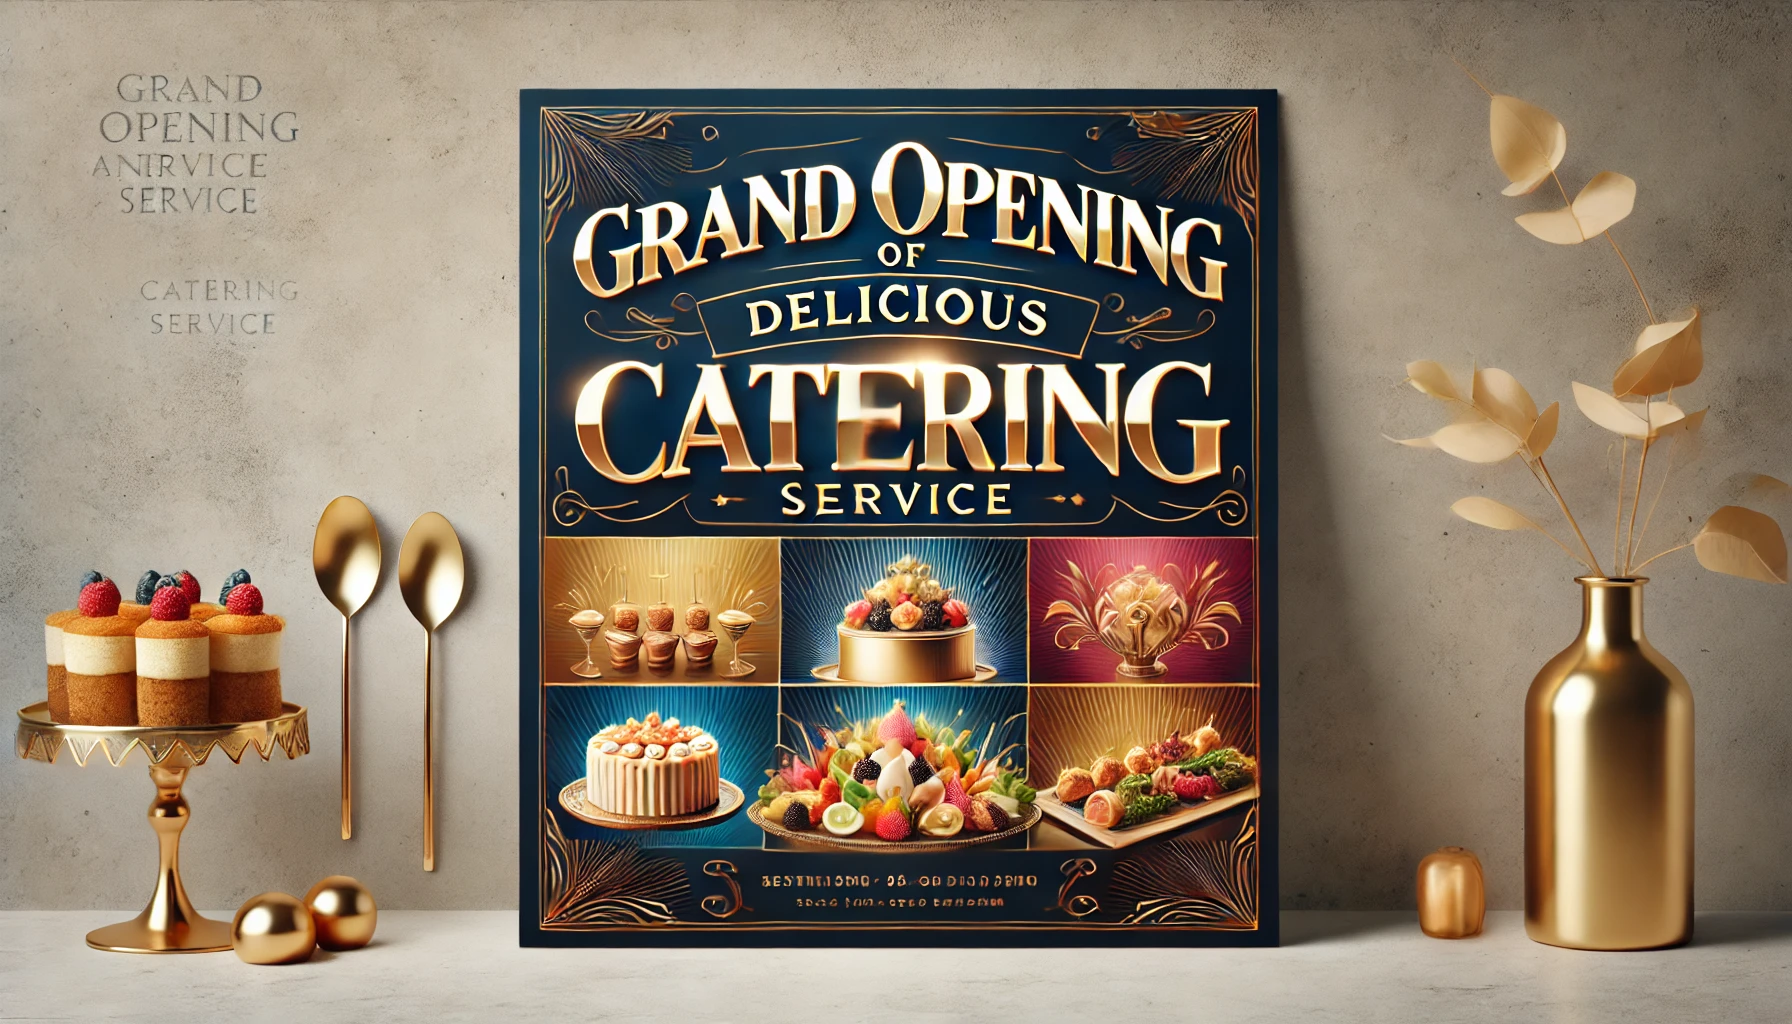 GRAND
OPENING
ANIRVICE
SERVICE
CATERING
SERVICE
GRAND OPENING
OF
DELICIOUS
CATERING
SERVICE